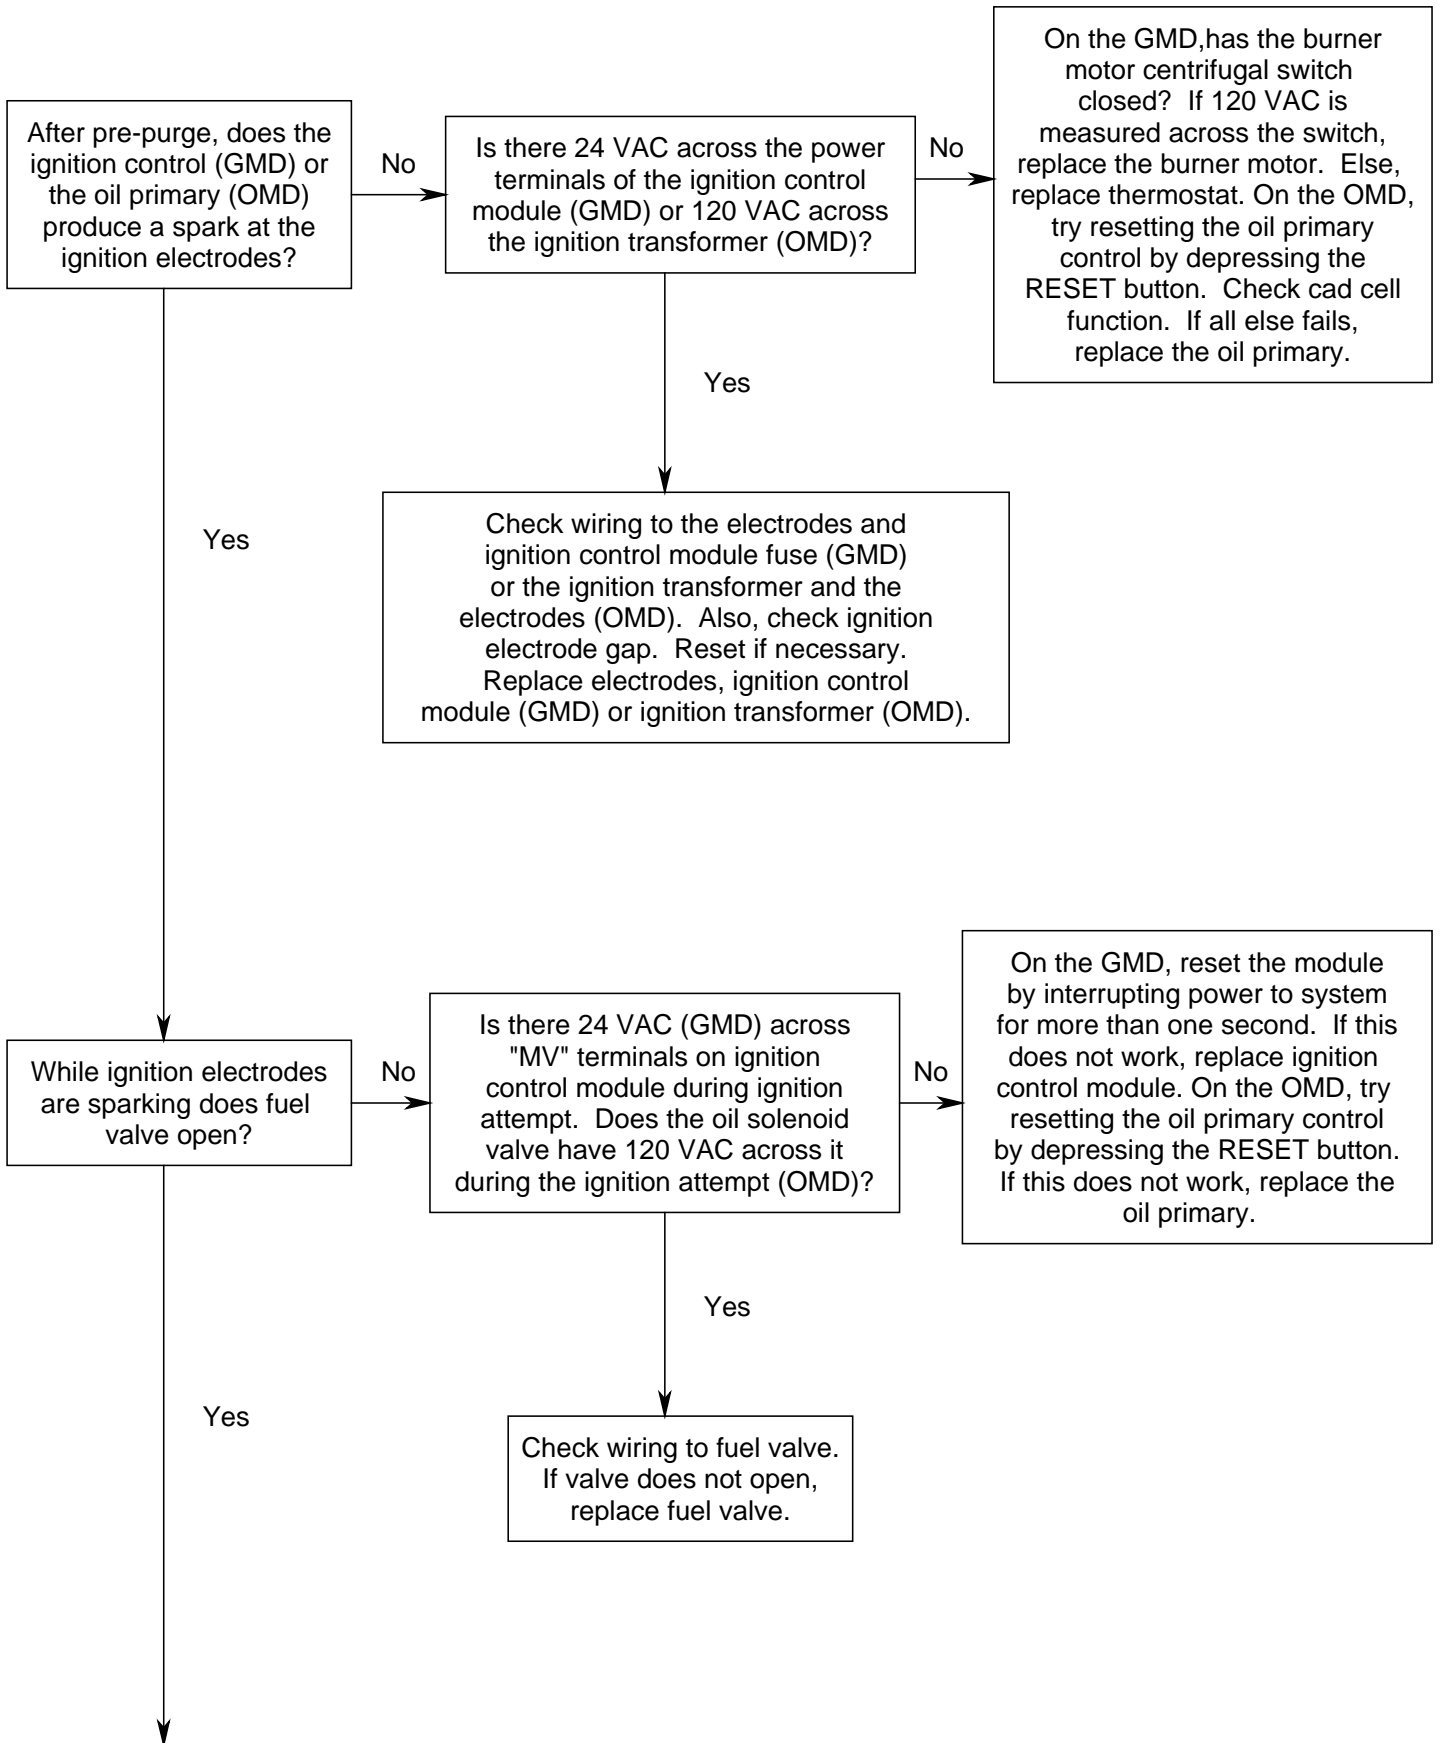 After pre-purge, does the
ignition control (GMD) or
the oil primary (OMD)
produce a spark at the
ignition electrodes?
No
Is there 24 VAC across the power
terminals of the ignition control
module (GMD) or 120 VAC across
the ignition transformer (OMD)?
No
On the GMD,has the burner
motor centrifugal switch
closed?  If 120 VAC is
measured across the switch,
replace the burner motor.  Else,
replace thermostat. On the OMD,
try resetting the oil primary
control by depressing the
RESET button.  Check cad cell
function.  If all else fails,
replace the oil primary.
Yes
Yes
Check wiring to the electrodes and
ignition control module fuse (GMD)
or the ignition transformer and the
electrodes (OMD).  Also, check ignition
electrode gap.  Reset if necessary.
Replace electrodes, ignition control
module (GMD) or ignition transformer (OMD).
While ignition electrodes
are sparking does fuel
valve open?
No
Is there 24 VAC (GMD) across
"MV" terminals on ignition
control module during ignition
attempt.  Does the oil solenoid
valve have 120 VAC across it
during the ignition attempt (OMD)?
No
On the GMD, reset the module
by interrupting power to system
for more than one second.  If this
does not work, replace ignition
control module. On the OMD, try
resetting the oil primary control
by depressing the RESET button.
If this does not work, replace the
oil primary.
Yes
Yes
Check wiring to fuel valve.
If valve does not open,
replace fuel valve.